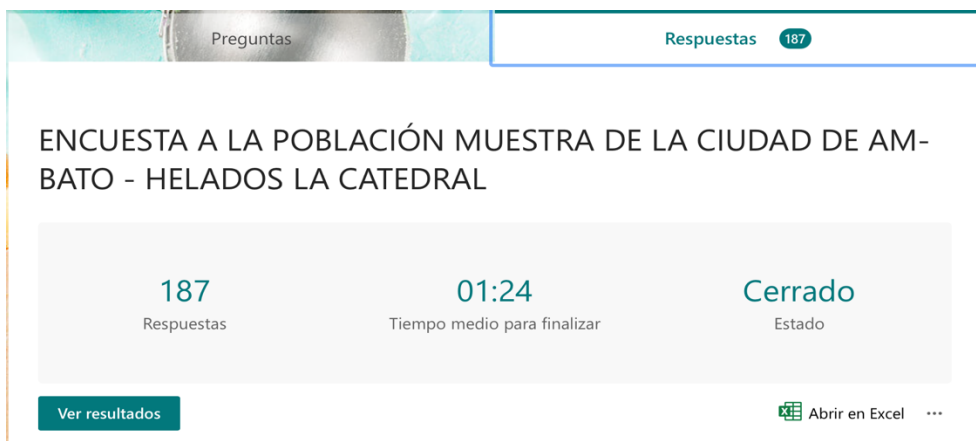 Preguntas
Respuestas 187
ENCUESTA A LA POBLACIÓN MUESTRA DE LA CIUDAD DE AM-
BATO - HELADOS LA CATEDRAL
187
Respuestas
01:24
Tiempo medio para finalizar
Cerrado
Estado
Ver resultados
Abrir en Excel